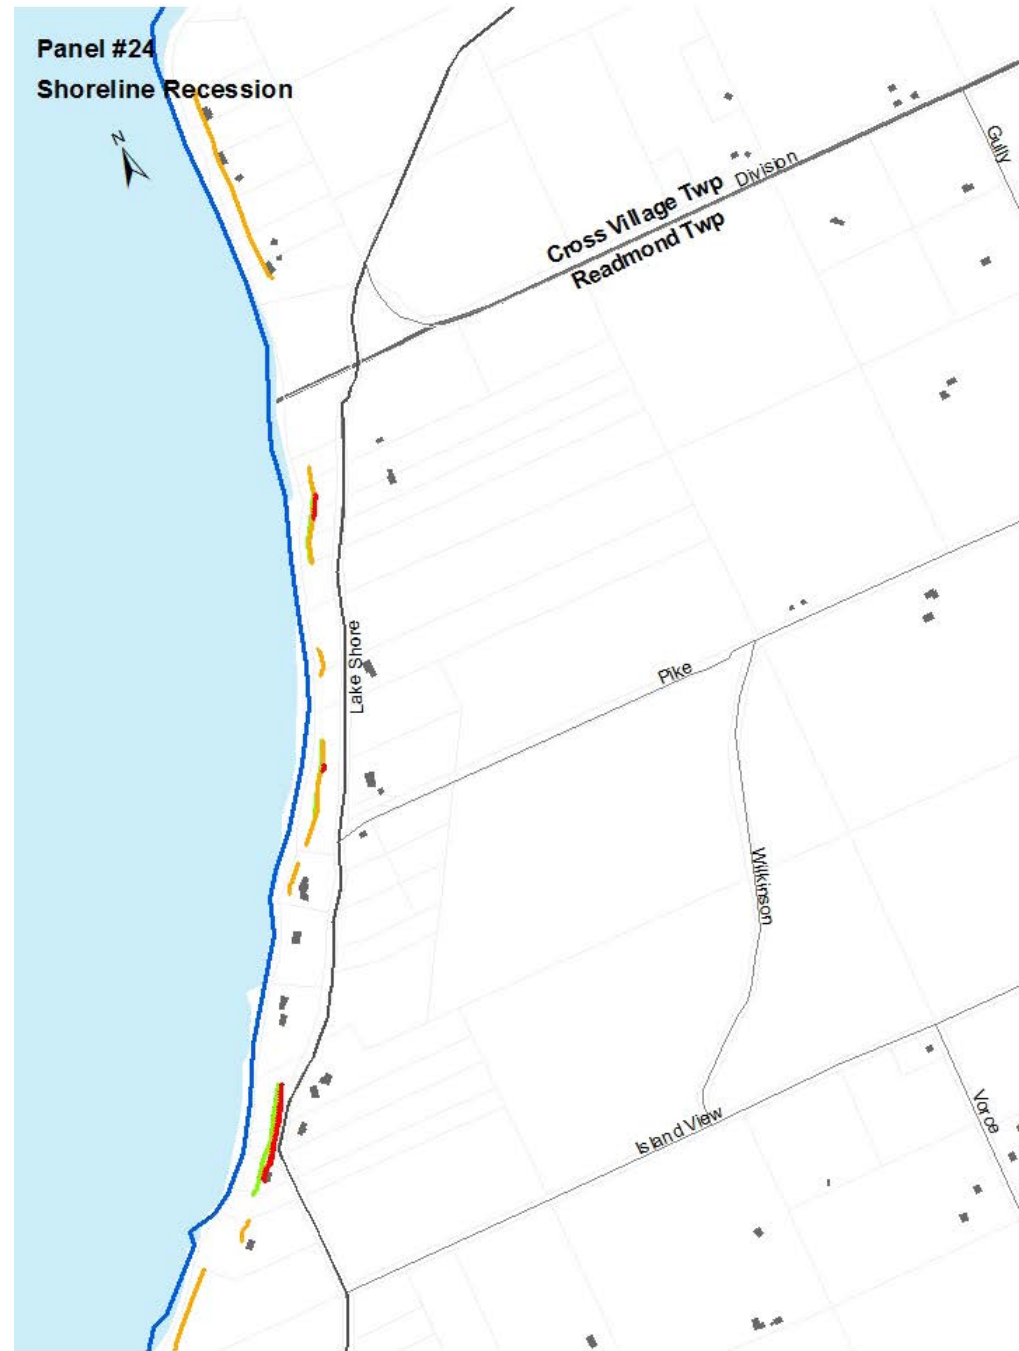 Panel #24
Shoreline Recession
N
Gully
Division
Cross Village Twp
Readmond Twp
Lake Shore
Pike
Wilkinson
Island View
Vorce